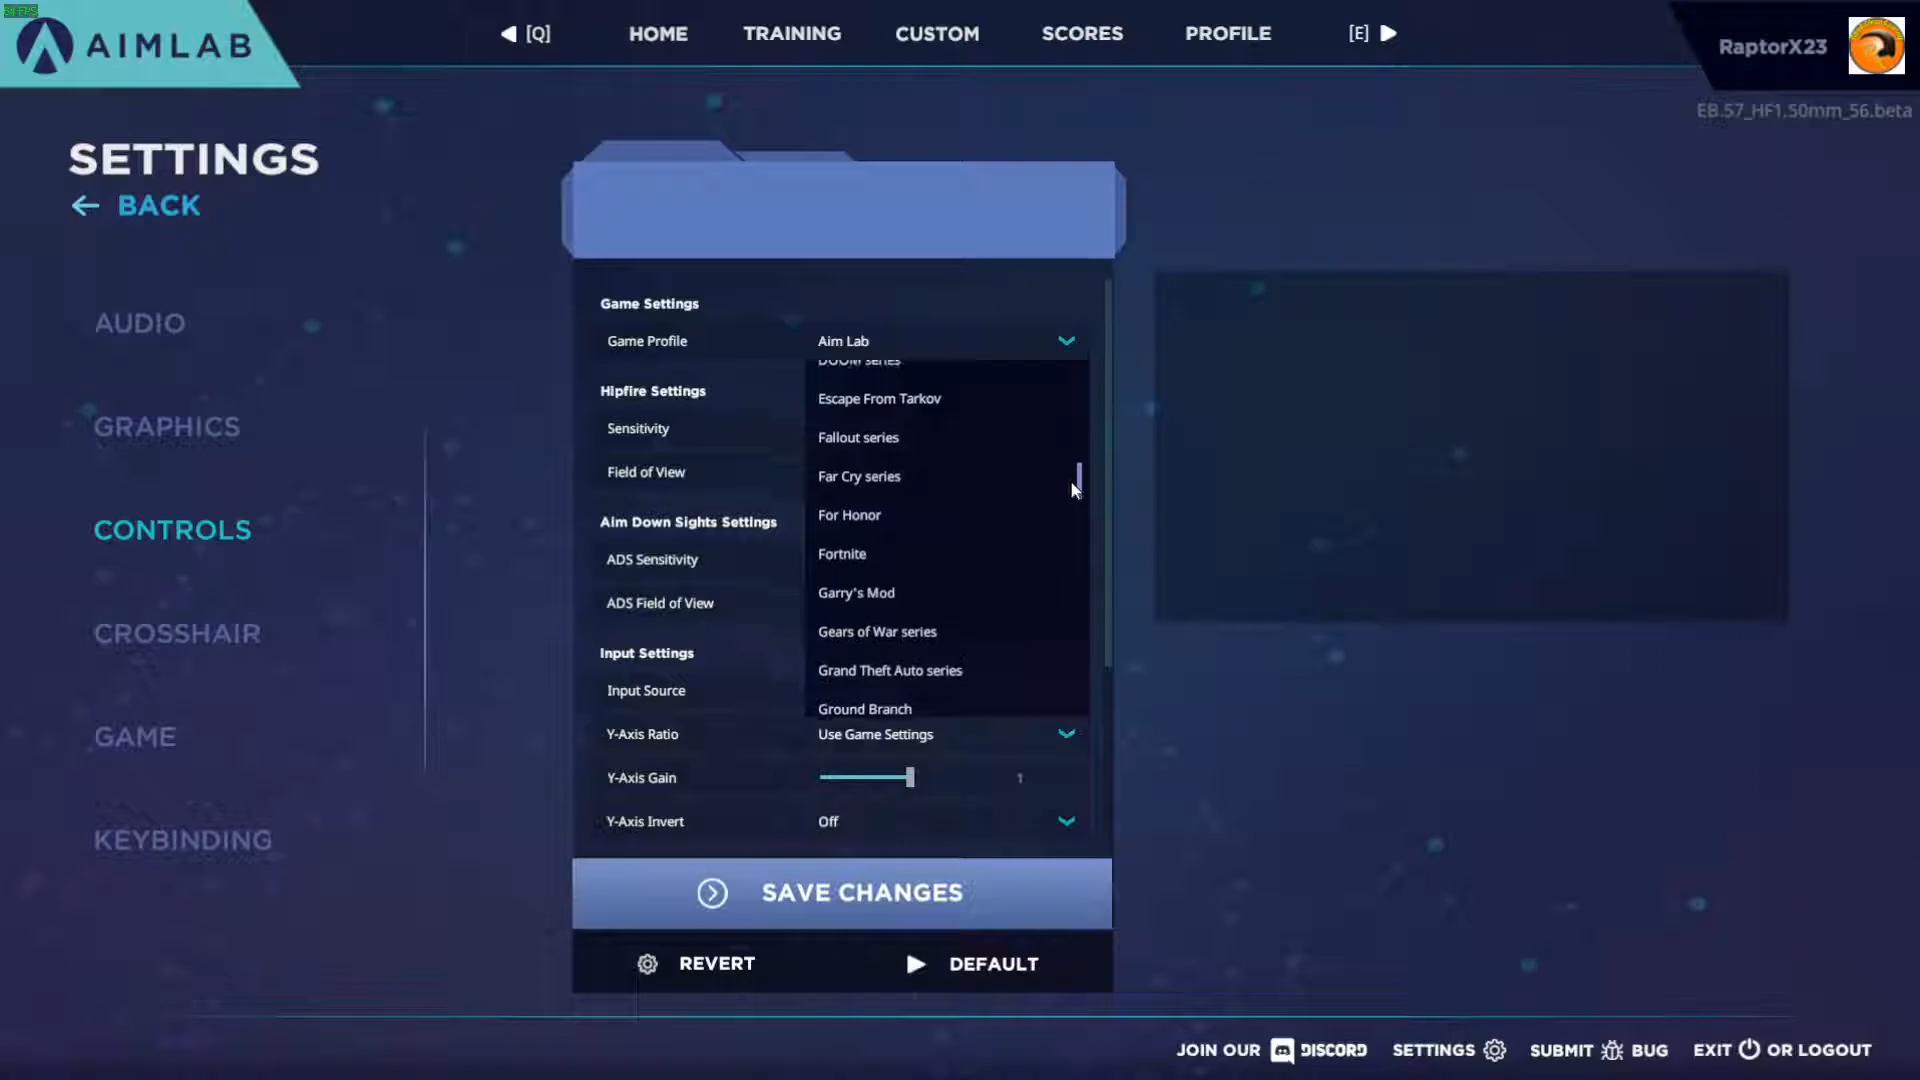 58 FPS
AIMLAB
[Q] HOME TRAINING CUSTOM SCORES PROFILE [E]
RaptorX23
EB.57_HF1.50mm_56.beta
SETTINGS
← BACK
AUDIO
GRAPHICS
CONTROLS
CROSSHAIR
GAME
KEYBINDING
Game Settings
Game Profile Aim Lab
DOOM series
Hipfire Settings
Escape From Tarkov
Sensitivity
Fallout series
Field of View
Far Cry series
Aim Down Sights Settings
For Honor
ADS Sensitivity
Fortnite
ADS Field of View
Garry's Mod
Input Settings
Gears of War series
Input Source
Grand Theft Auto series
Ground Branch
Y-Axis Ratio Use Game Settings
Y-Axis Gain 1
Y-Axis Invert Off
SAVE CHANGES
REVERT DEFAULT
JOIN OUR DISCORD SETTINGS SUBMIT BUG EXIT OR LOGOUT